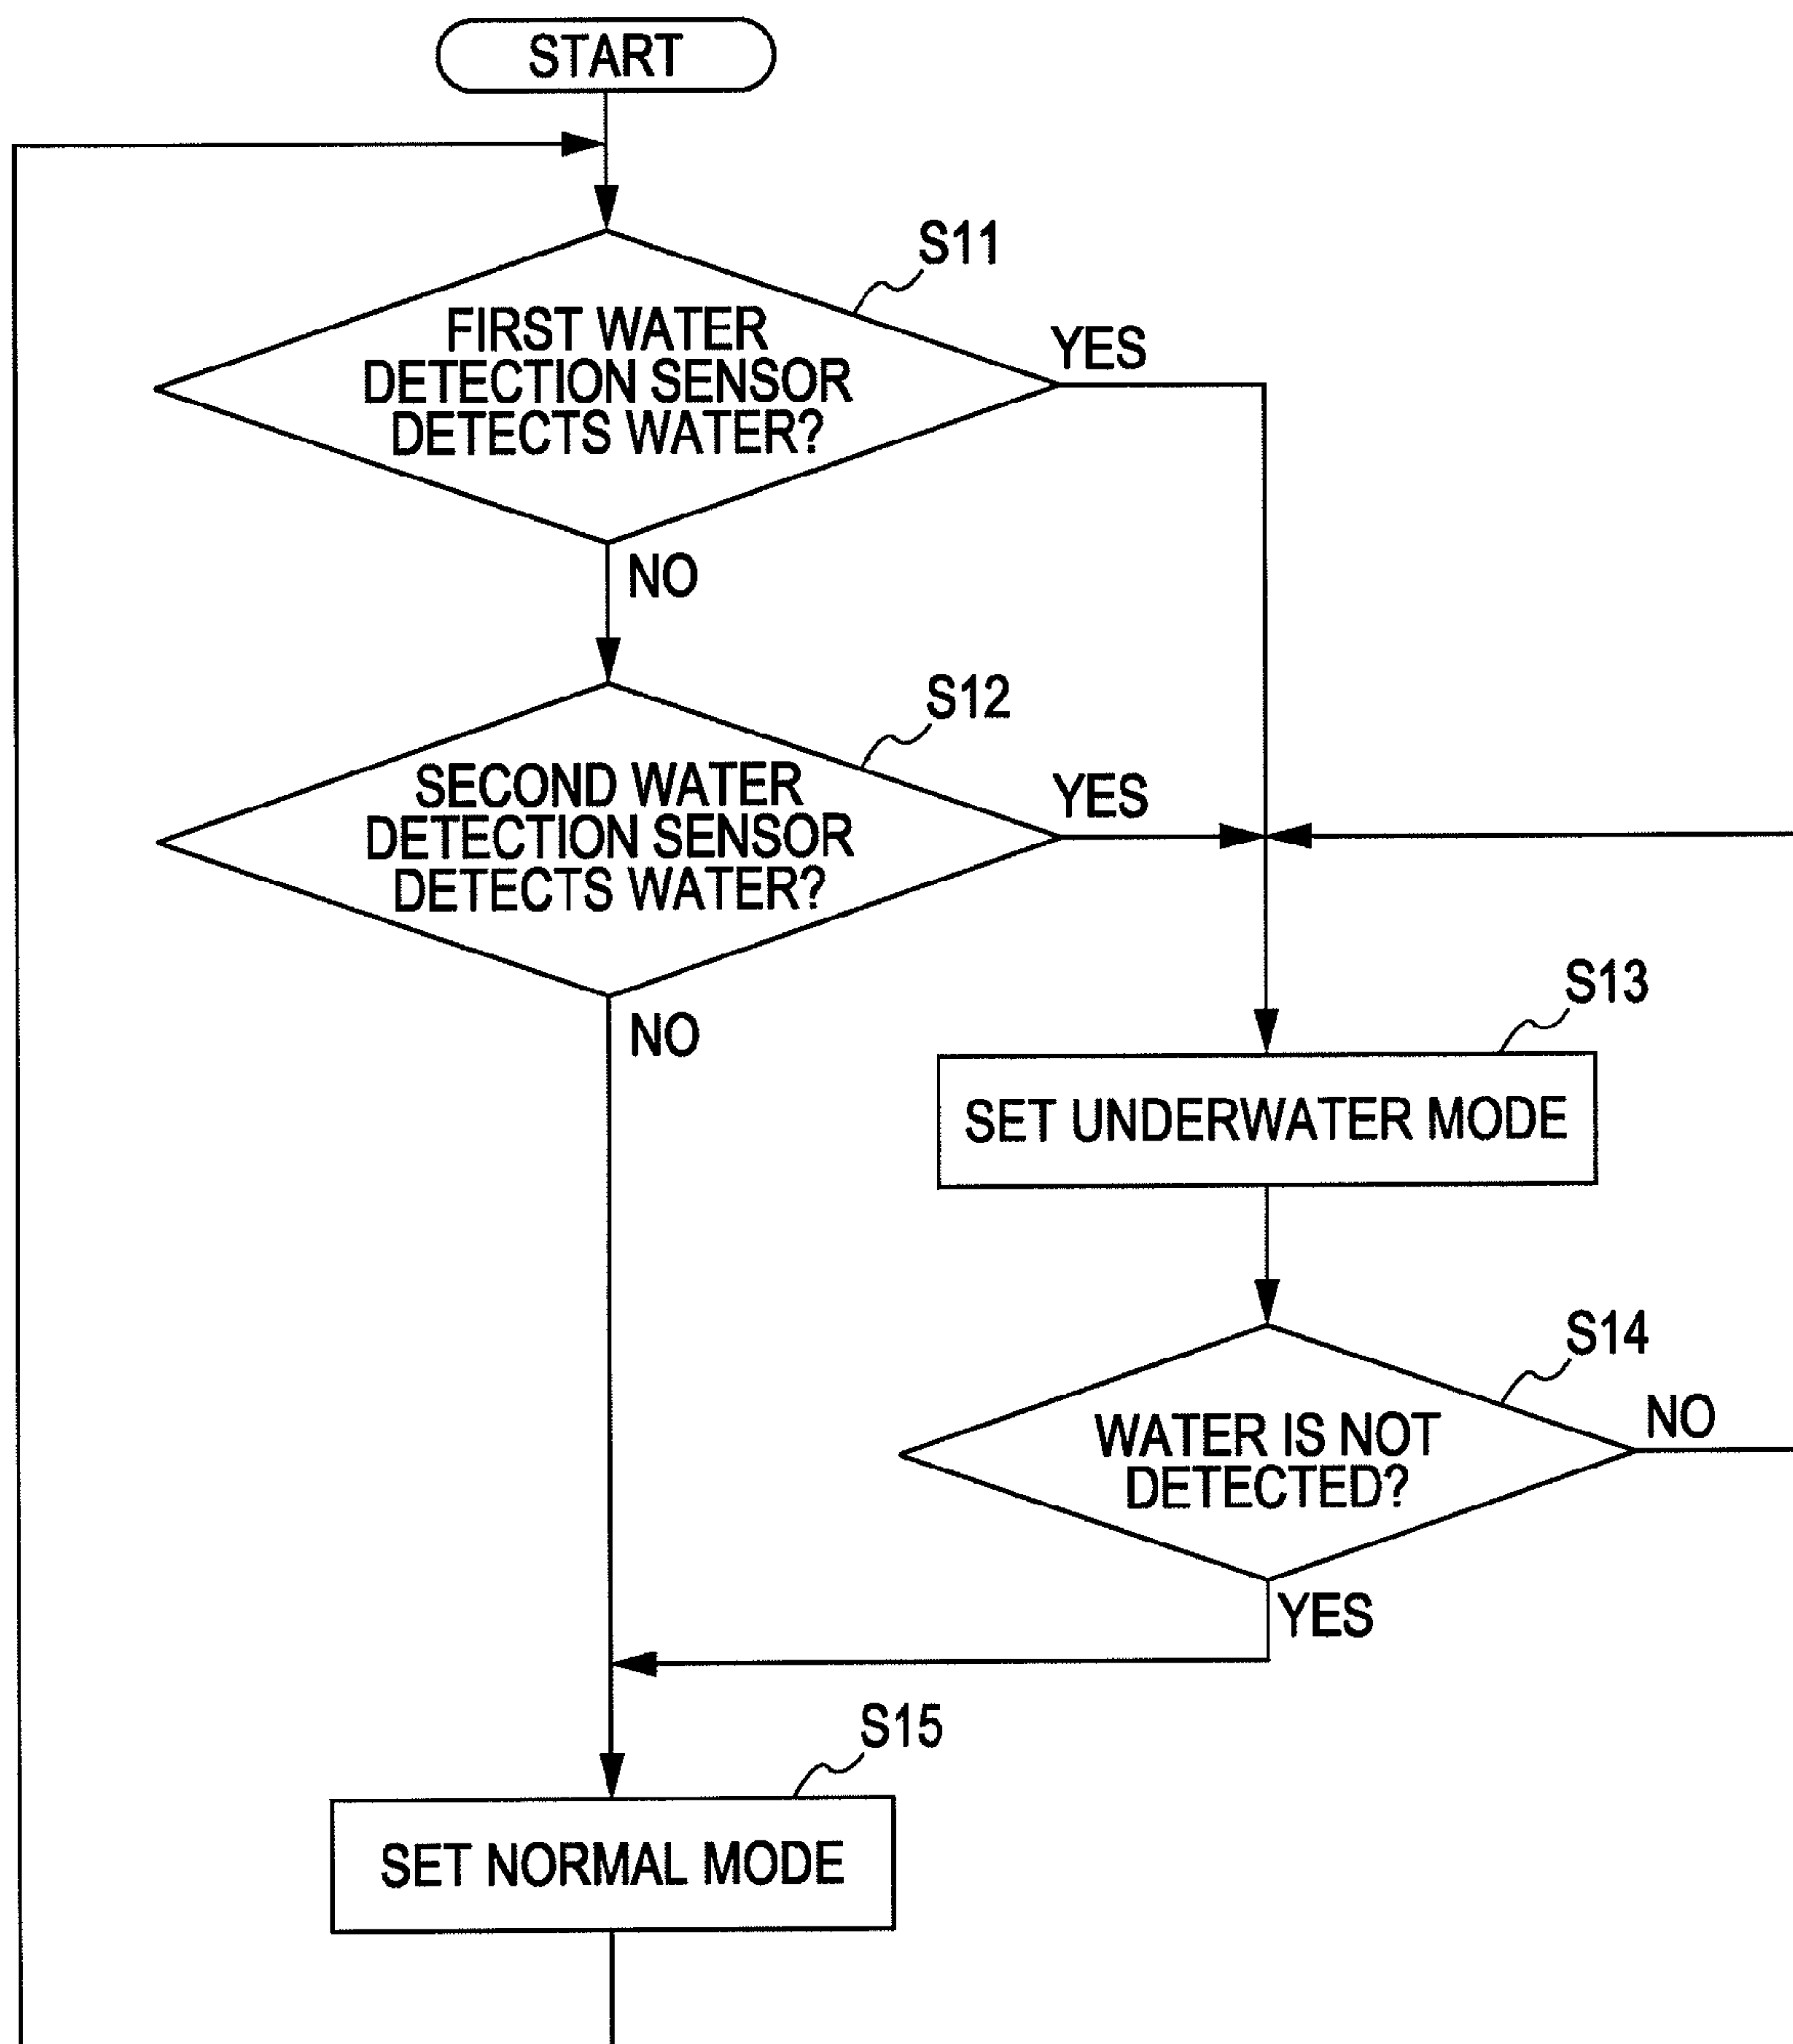 START
S11
FIRST WATER
DETECTION SENSOR
DETECTS WATER?
YES
NO
S12
SECOND WATER
DETECTION SENSOR
DETECTS WATER?
YES
NO
S13
SET UNDERWATER MODE
S14
WATER IS NOT
DETECTED?
NO
YES
S15
SET NORMAL MODE